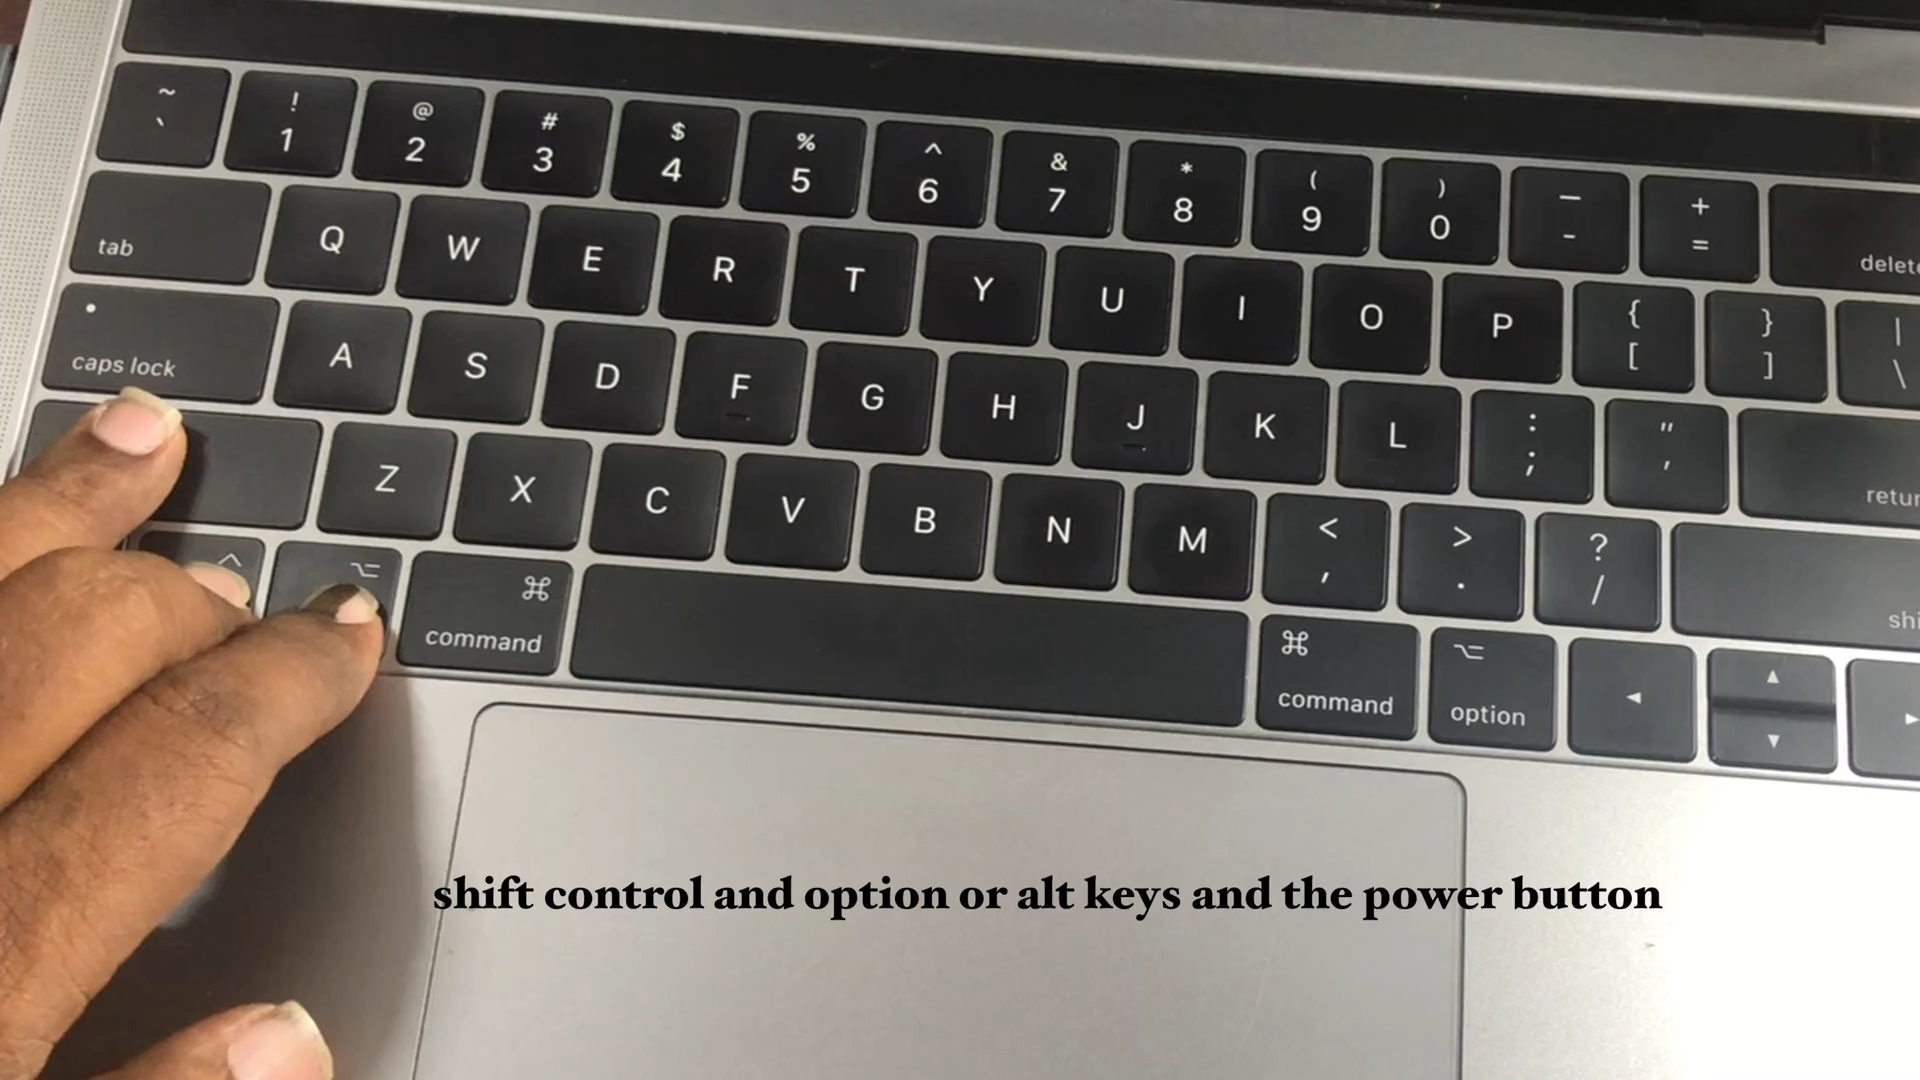 ~ ! @ # $ % ^ & * ( ) — +
` 1 2 3 4 5 6 7 8 9 0 - =
tab Q W E R T Y U I O P { } |
[ ] \
caps lock A S D F G H J K L : "
; '
Z X C V B N M < > ?
, . /
^ ⌥ ⌘ ⌘ ⌥ ▲
command command option ◀ ▼ ▶
shift control and option or alt keys and the power button